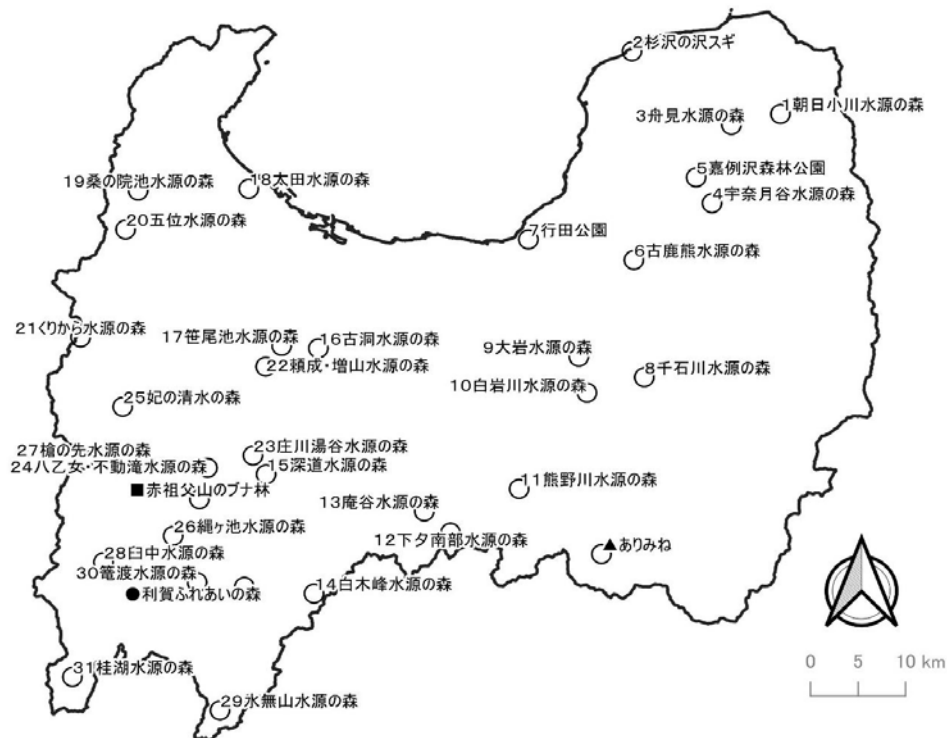 2杉沢の沢スギ
1朝日小川水源の森
3舟見水源の森
5嘉例沢森林公園
4宇奈月谷水源の森
18太田水源の森
19桑の院池水源の森
20五位水源の森
7行田公園
6古鹿熊水源の森
21くりから水源の森
17笹尾池水源の森
16古洞水源の森
22頼成・増山水源の森
9大岩水源の森
8千石川水源の森
10白岩川水源の森
25妃の清水の森
23庄川湯谷水源の森
27槍の先水源の森
24八乙女・不動滝水源の森
15深道水源の森
■赤祖父山のブナ林
11熊野川水源の森
13庵谷水源の森
26縄ヶ池水源の森
12下夕南部水源の森
▲ありみね
28臼中水源の森
30篭渡水源の森
●利賀ふれあいの森
14白木峰水源の森
31桂湖水源の森
29水無山水源の森
0 5 10 km